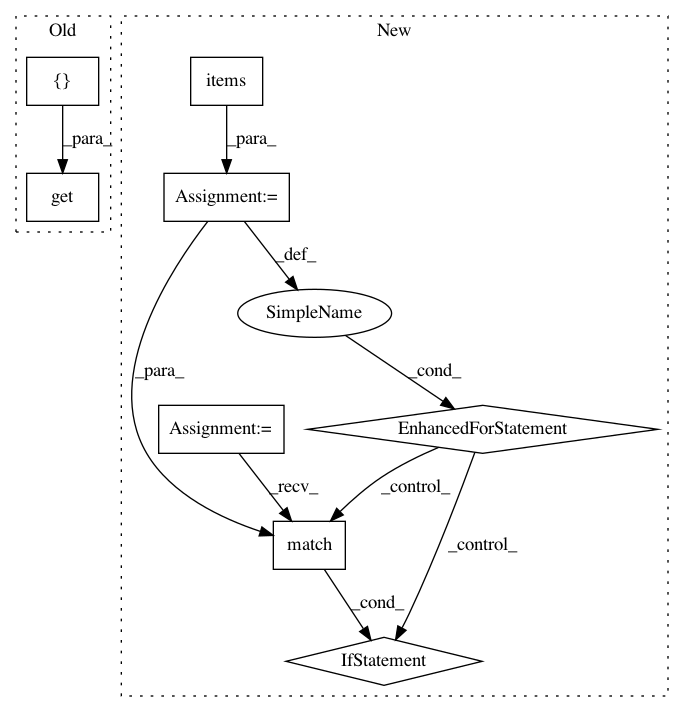 Old
New
{}
items
_para_
_para_
get
Assignment:=
_def_
SimpleName
_para_
_cond_
Assignment:=
EnhancedForStatement
_recv_
_control_
match
_control_
_cond_
IfStatement